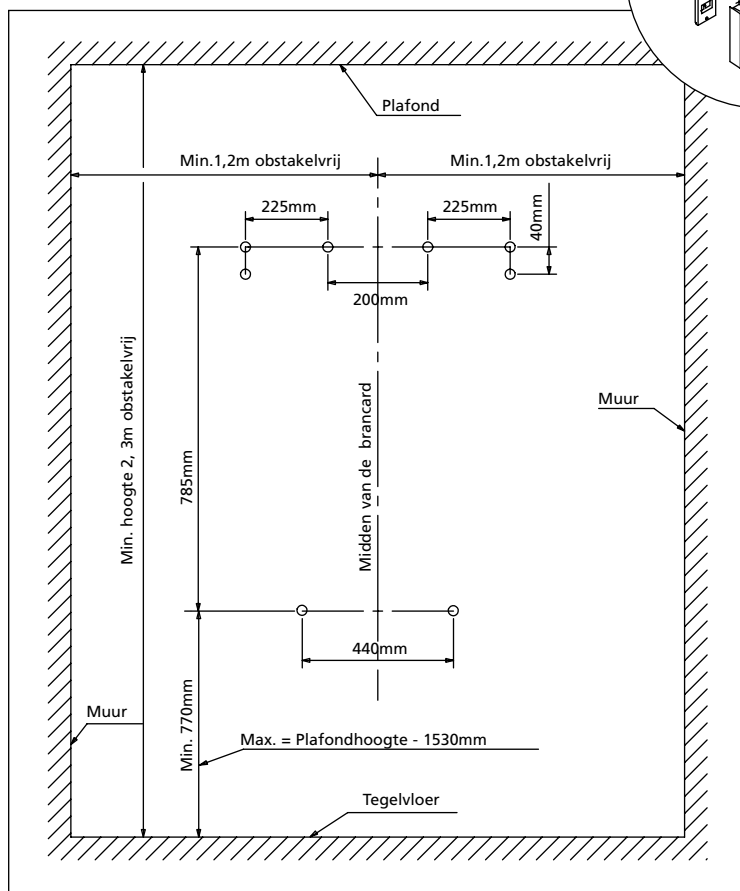 Plafond
Min.1,2m obstakelvrij
Min.1,2m obstakelvrij
225mm
225mm
40mm
200mm
Min. hoogte 2, 3m obstakelvrij
785mm
Midden van de brancard
Muur
440mm
Muur
Min. 770mm
Max. = Plafondhoogte - 1530mm
Tegelvloer